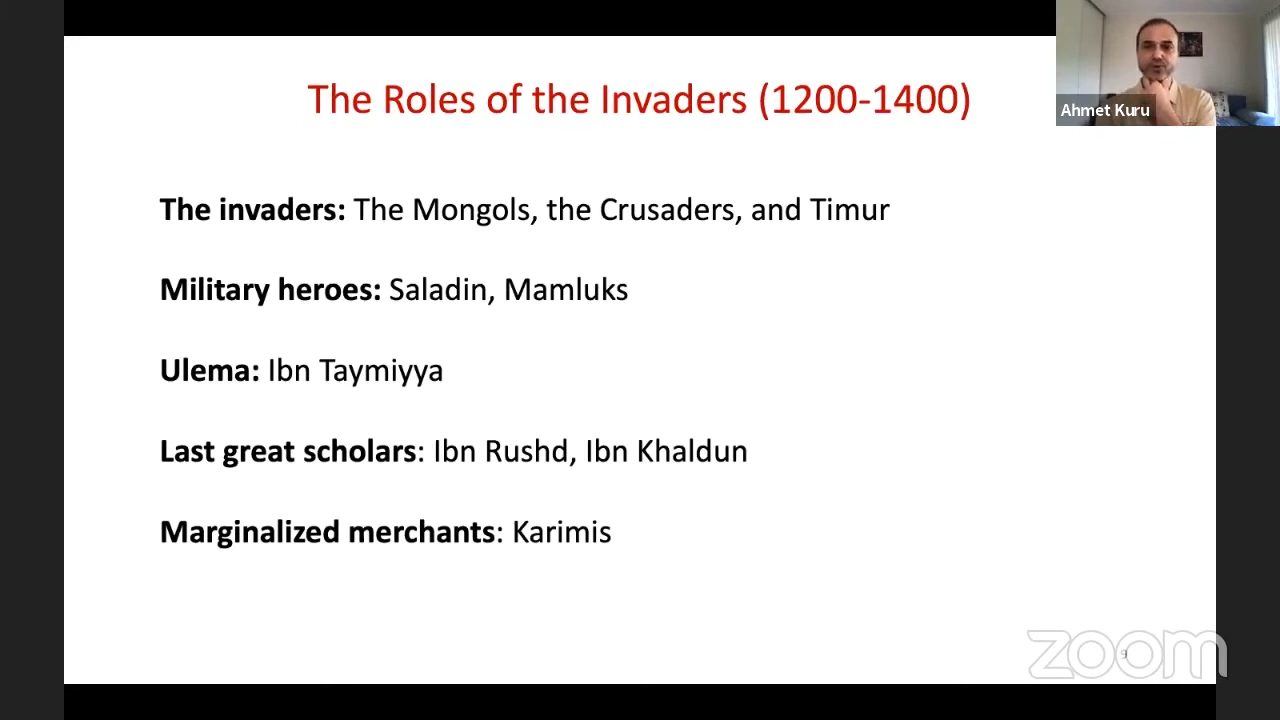 The Roles of the Invaders (1200-1400)
Ahmet Kuru
The invaders: The Mongols, the Crusaders, and Timur
Military heroes: Saladin, Mamluks
Ulema: Ibn Taymiyya
Last great scholars: Ibn Rushd, Ibn Khaldun
Marginalized merchants: Karimis
zoom
9